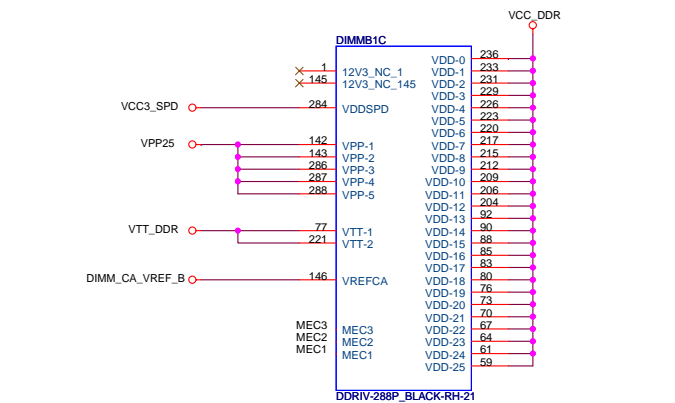 VCC_DDR
DIMMB1C
1 12V3_NC_1
145 12V3_NC_145
VCC3_SPD 284 VDDSPD
VPP25 142 VPP-1
143 VPP-2
286 VPP-3
287 VPP-4
288 VPP-5
VTT_DDR 77 VTT-1
221 VTT-2
DIMM_CA_VREF_B 146 VREFCA
MEC3 MEC3
MEC2 MEC2
MEC1 MEC1
VDD-0 236
VDD-1 233
VDD-2 231
VDD-3 229
VDD-4 226
VDD-5 223
VDD-6 220
VDD-7 217
VDD-8 215
VDD-9 212
VDD-10 209
VDD-11 206
VDD-12 204
VDD-13 92
VDD-14 90
VDD-15 88
VDD-16 85
VDD-17 83
VDD-18 80
VDD-19 76
VDD-20 73
VDD-21 70
VDD-22 67
VDD-23 64
VDD-24 61
VDD-25 59
DDRIV-288P_BLACK-RH-21